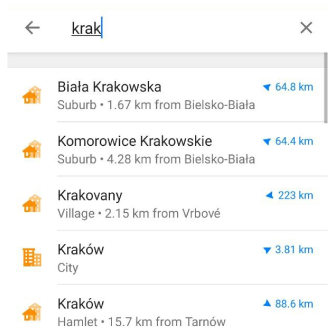 krak
Biała Krakowska 64.8 km
Suburb • 1.67 km from Bielsko-Biała
Komorowice Krakowskie 64.4 km
Suburb • 4.28 km from Bielsko-Biała
Krakovany 223 km
Village • 2.15 km from Vrbové
Kraków 3.81 km
City
Kraków 88.6 km
Hamlet • 15.7 km from Tarnów